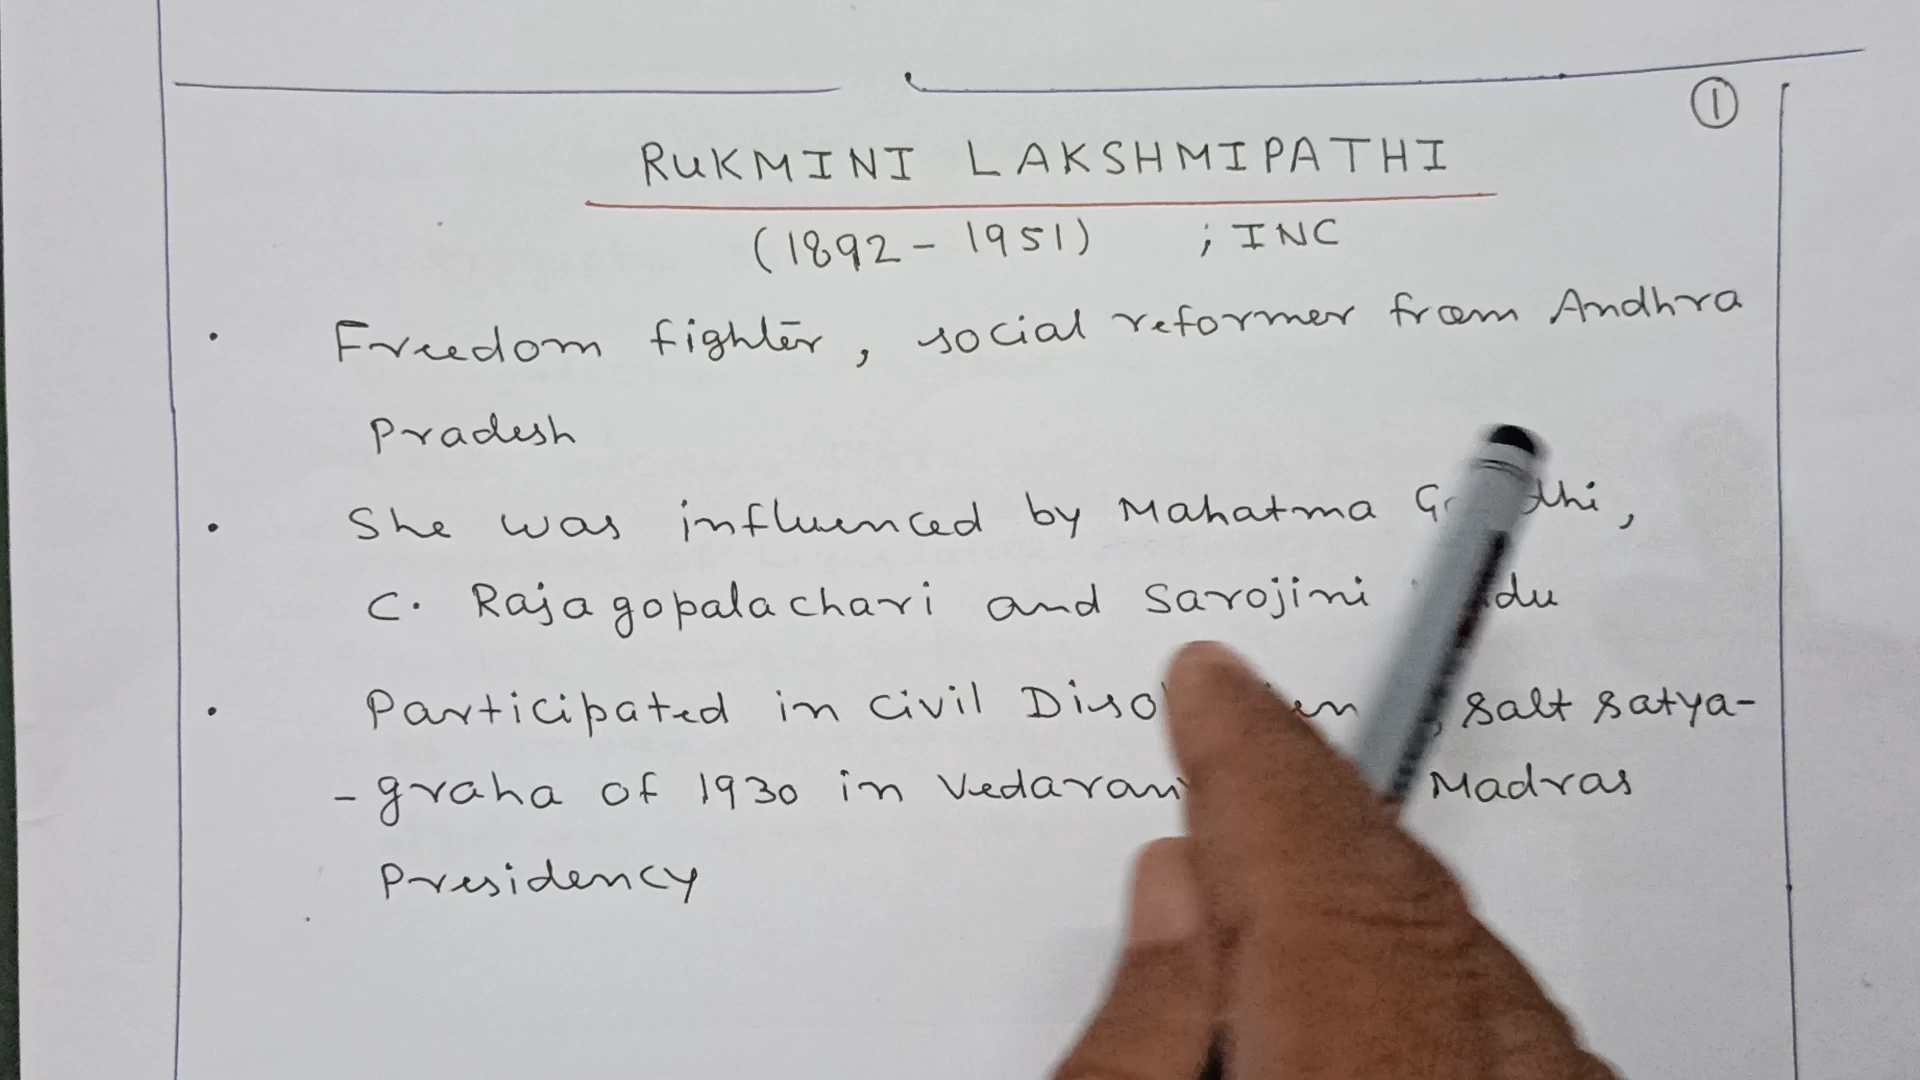 ①
RUKMINI LAKSHMIPATHI
(1892 - 1951) ; INC
• Freedom fighter, social reformer from Andhra
Pradesh
• She was influenced by Mahatma
C. Rajagopalachari and Sarojini
• Participated in Civil , Salt Satya-
-graha of 1930 in Madras
Presidency